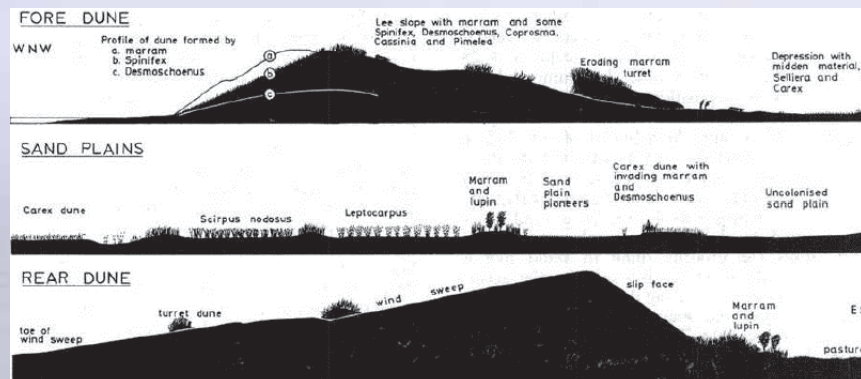 FORE DUNE
WNW
Profile of dune formed by
a. marram
b. Spinifex
c. Desmoschoenus
a
b
c
Lee slope with marram and some
Spinifex, Desmoschoenus, Coprosma,
Cassinia and Pimelea
Eroding marram
turret
Depression with
midden material,
Selliera and
Carex
SAND PLAINS
Carex dune
Scirpus nodosus
Leptocarpus
Marram
and
lupin
Sand
plain
pioneers
Carex dune with
invading marram
and
Desmoschoenus
Uncolonised
sand plain
REAR DUNE
toe of
wind sweep
turret dune
wind sweep
slip face
Marram
and
lupin
E
pasture